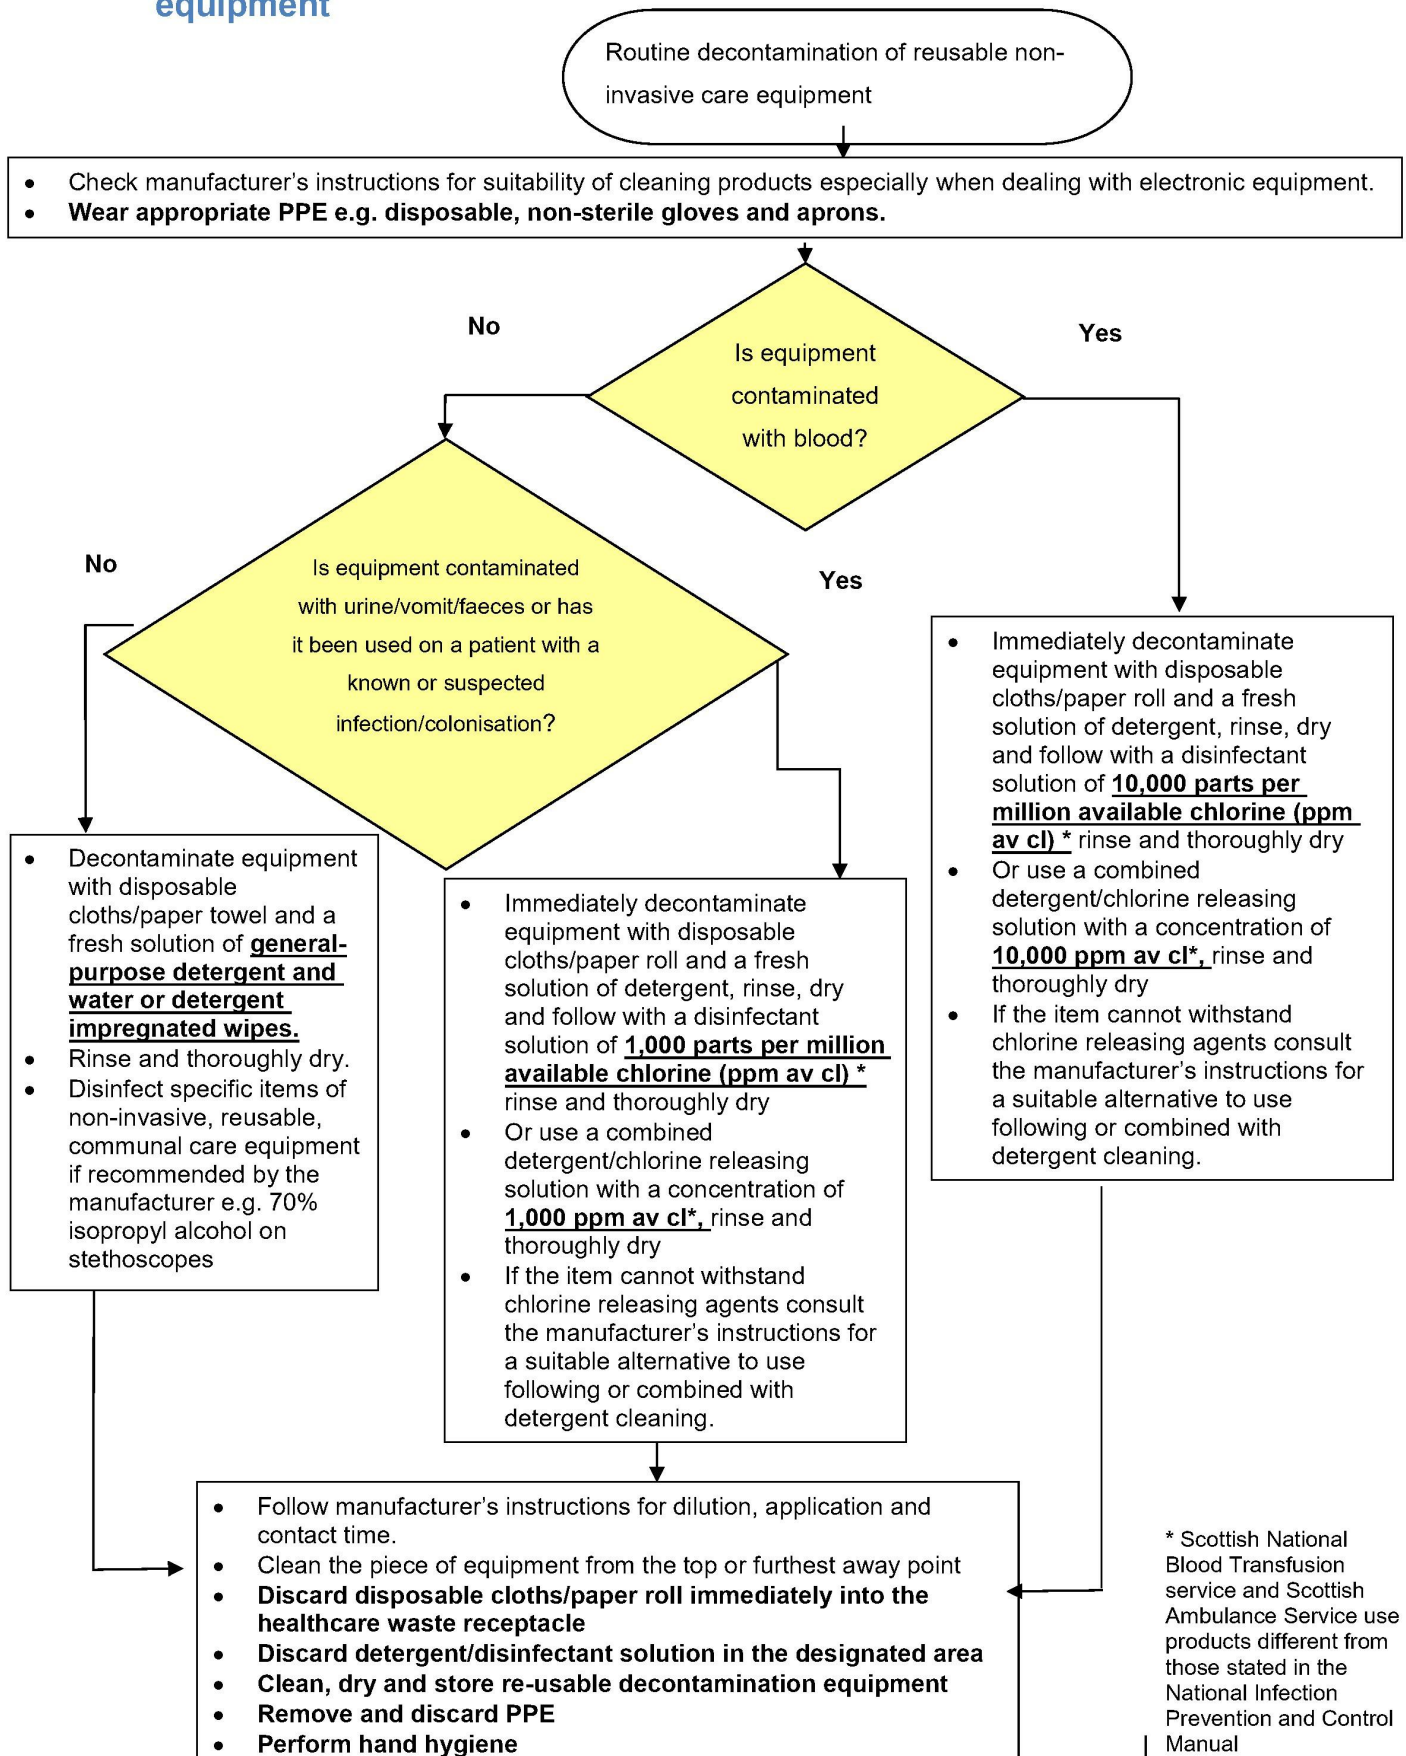 equipment
Routine decontamination of reusable non-
invasive care equipment
• Check manufacturer’s instructions for suitability of cleaning products especially when dealing with electronic equipment.
• Wear appropriate PPE e.g. disposable, non-sterile gloves and aprons.
No
Yes
Is equipment
contaminated
with blood?
No
Yes
Is equipment contaminated
with urine/vomit/faeces or has
it been used on a patient with a
known or suspected
infection/colonisation?
• Immediately decontaminate
equipment with disposable
cloths/paper roll and a fresh
solution of detergent, rinse, dry
and follow with a disinfectant
solution of 10,000 parts per
million available chlorine (ppm
av cl) * rinse and thoroughly dry
• Or use a combined
detergent/chlorine releasing
solution with a concentration of
10,000 ppm av cl*, rinse and
thoroughly dry
• If the item cannot withstand
chlorine releasing agents consult
the manufacturer’s instructions for
a suitable alternative to use
following or combined with
detergent cleaning.
• Decontaminate equipment
with disposable
cloths/paper towel and a
fresh solution of general-
purpose detergent and
water or detergent
impregnated wipes.
• Rinse and thoroughly dry.
• Disinfect specific items of
non-invasive, reusable,
communal care equipment
if recommended by the
manufacturer e.g. 70%
isopropyl alcohol on
stethoscopes
• Immediately decontaminate
equipment with disposable
cloths/paper roll and a fresh
solution of detergent, rinse, dry
and follow with a disinfectant
solution of 1,000 parts per million
available chlorine (ppm av cl) *
rinse and thoroughly dry
• Or use a combined
detergent/chlorine releasing
solution with a concentration of
1,000 ppm av cl*, rinse and
thoroughly dry
• If the item cannot withstand
chlorine releasing agents consult
the manufacturer’s instructions for
a suitable alternative to use
following or combined with
detergent cleaning.
• Follow manufacturer’s instructions for dilution, application and
contact time.
• Clean the piece of equipment from the top or furthest away point
• Discard disposable cloths/paper roll immediately into the
healthcare waste receptacle
• Discard detergent/disinfectant solution in the designated area
• Clean, dry and store re-usable decontamination equipment
• Remove and discard PPE
• Perform hand hygiene
* Scottish National
Blood Transfusion
service and Scottish
Ambulance Service use
products different from
those stated in the
National Infection
Prevention and Control
Manual